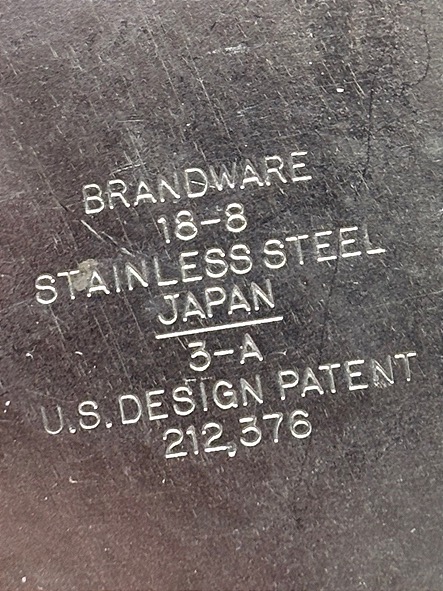 BRANDWARE
18-8
STAINLESS STEEL
JAPAN
3-A
U.S. DESIGN PATENT
212,376